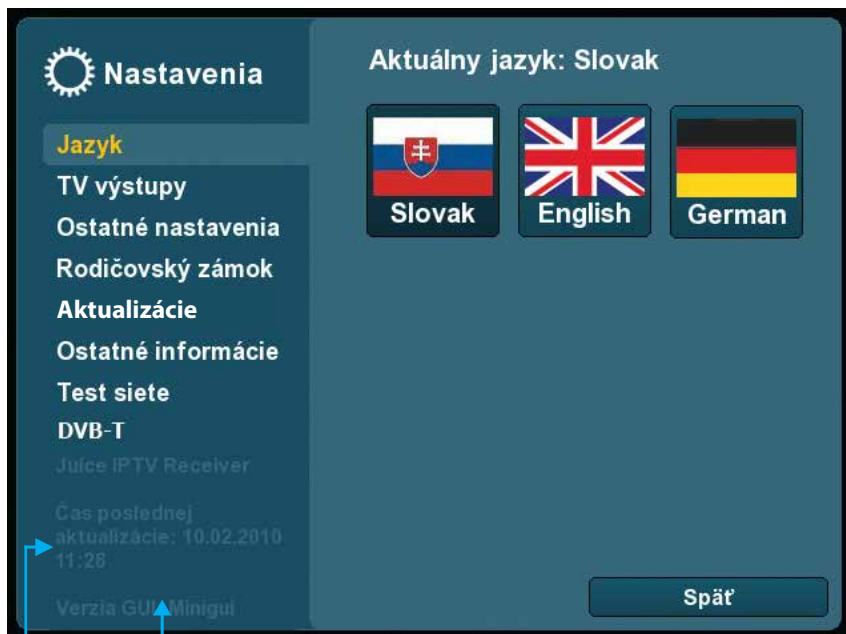 Nastavenia
Jazyk
TV výstupy
Ostatné nastavenia
Rodičovský zámok
Aktualizácie
Ostatné informácie
Test siete
DVB-T
Juice IPTV Receiver
Čas poslednej
aktualizácie: 10.02.2010
11:28
Verzia GUI: Minigui
Aktuálny jazyk: Slovak
Slovak
English
German
Späť